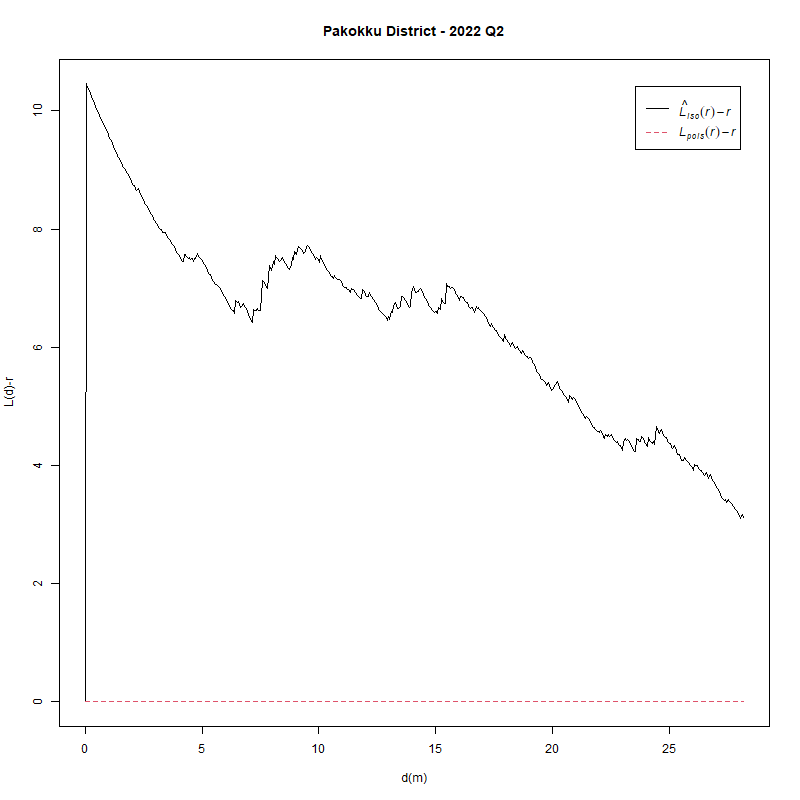 Pakokku District - 2022 Q2
L̂iso(r) − r
Lpois(r) − r
L(d)-r
10
8
6
4
2
0
0 5 10 15 20 25
d(m)